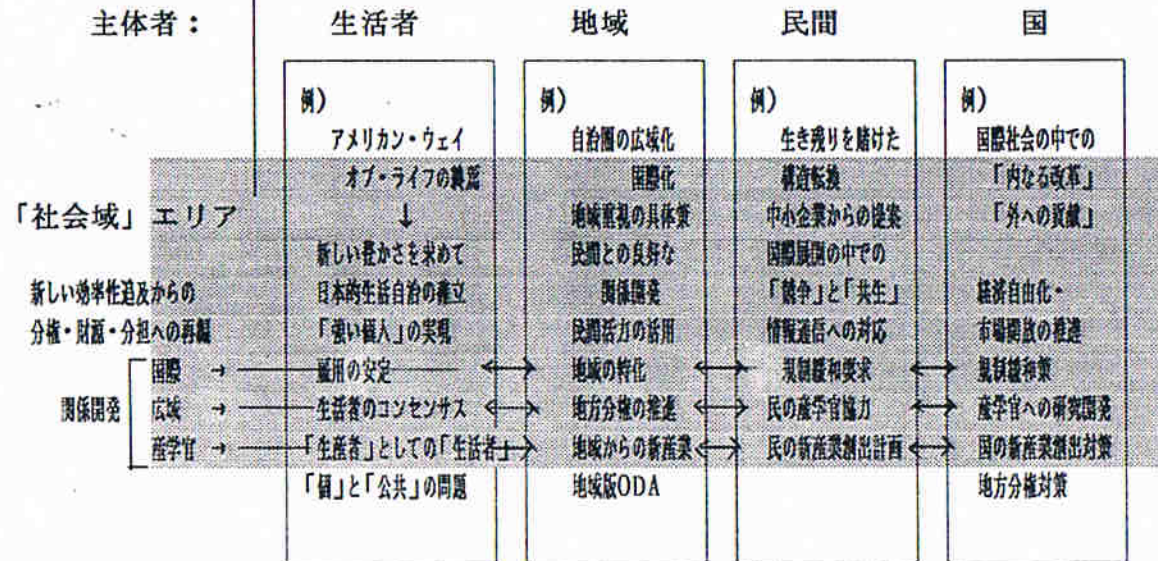 主体者： 生活者 地域 民間 国
例） 例） 例） 例）
アメリカン・ウェイ 自治圏の広域化 生き残りを賭けた 国際社会の中での
オブ・ライフの終焉 国際化 構造転換 「内なる改革」
「社会域」エリア ↓ 地域重視の具体策 中小企業からの提案 「外への貢献」
新しい豊かさを求めて 民間との良好な 国際展開の中での
新しい効率性追及からの 日本的生活自治の確立 関係開発 「競争」と「共生」 経済自由化・
分権・財源・分担への再編 「強い個人」の実現 民間活力の活用 情報通信への対応 市場開放の推進
国際 → 雇用の安定 ↔ 地域の特化 ↔ 規制緩和要求 ↔ 規制緩和策
関係開発 広域 → 生活者のコンセンサス ↔ 地方分権の推進 ↔ 民の産学官協力 ↔ 産学官への研究開発
産学官 → 「生産者」としての「生活者」 → 地域からの新産業 ↔ 民の新産業創出計画 ↔ 国の新産業創出対策
「個」と「公共」の問題 地域版ODA 地方分権対策